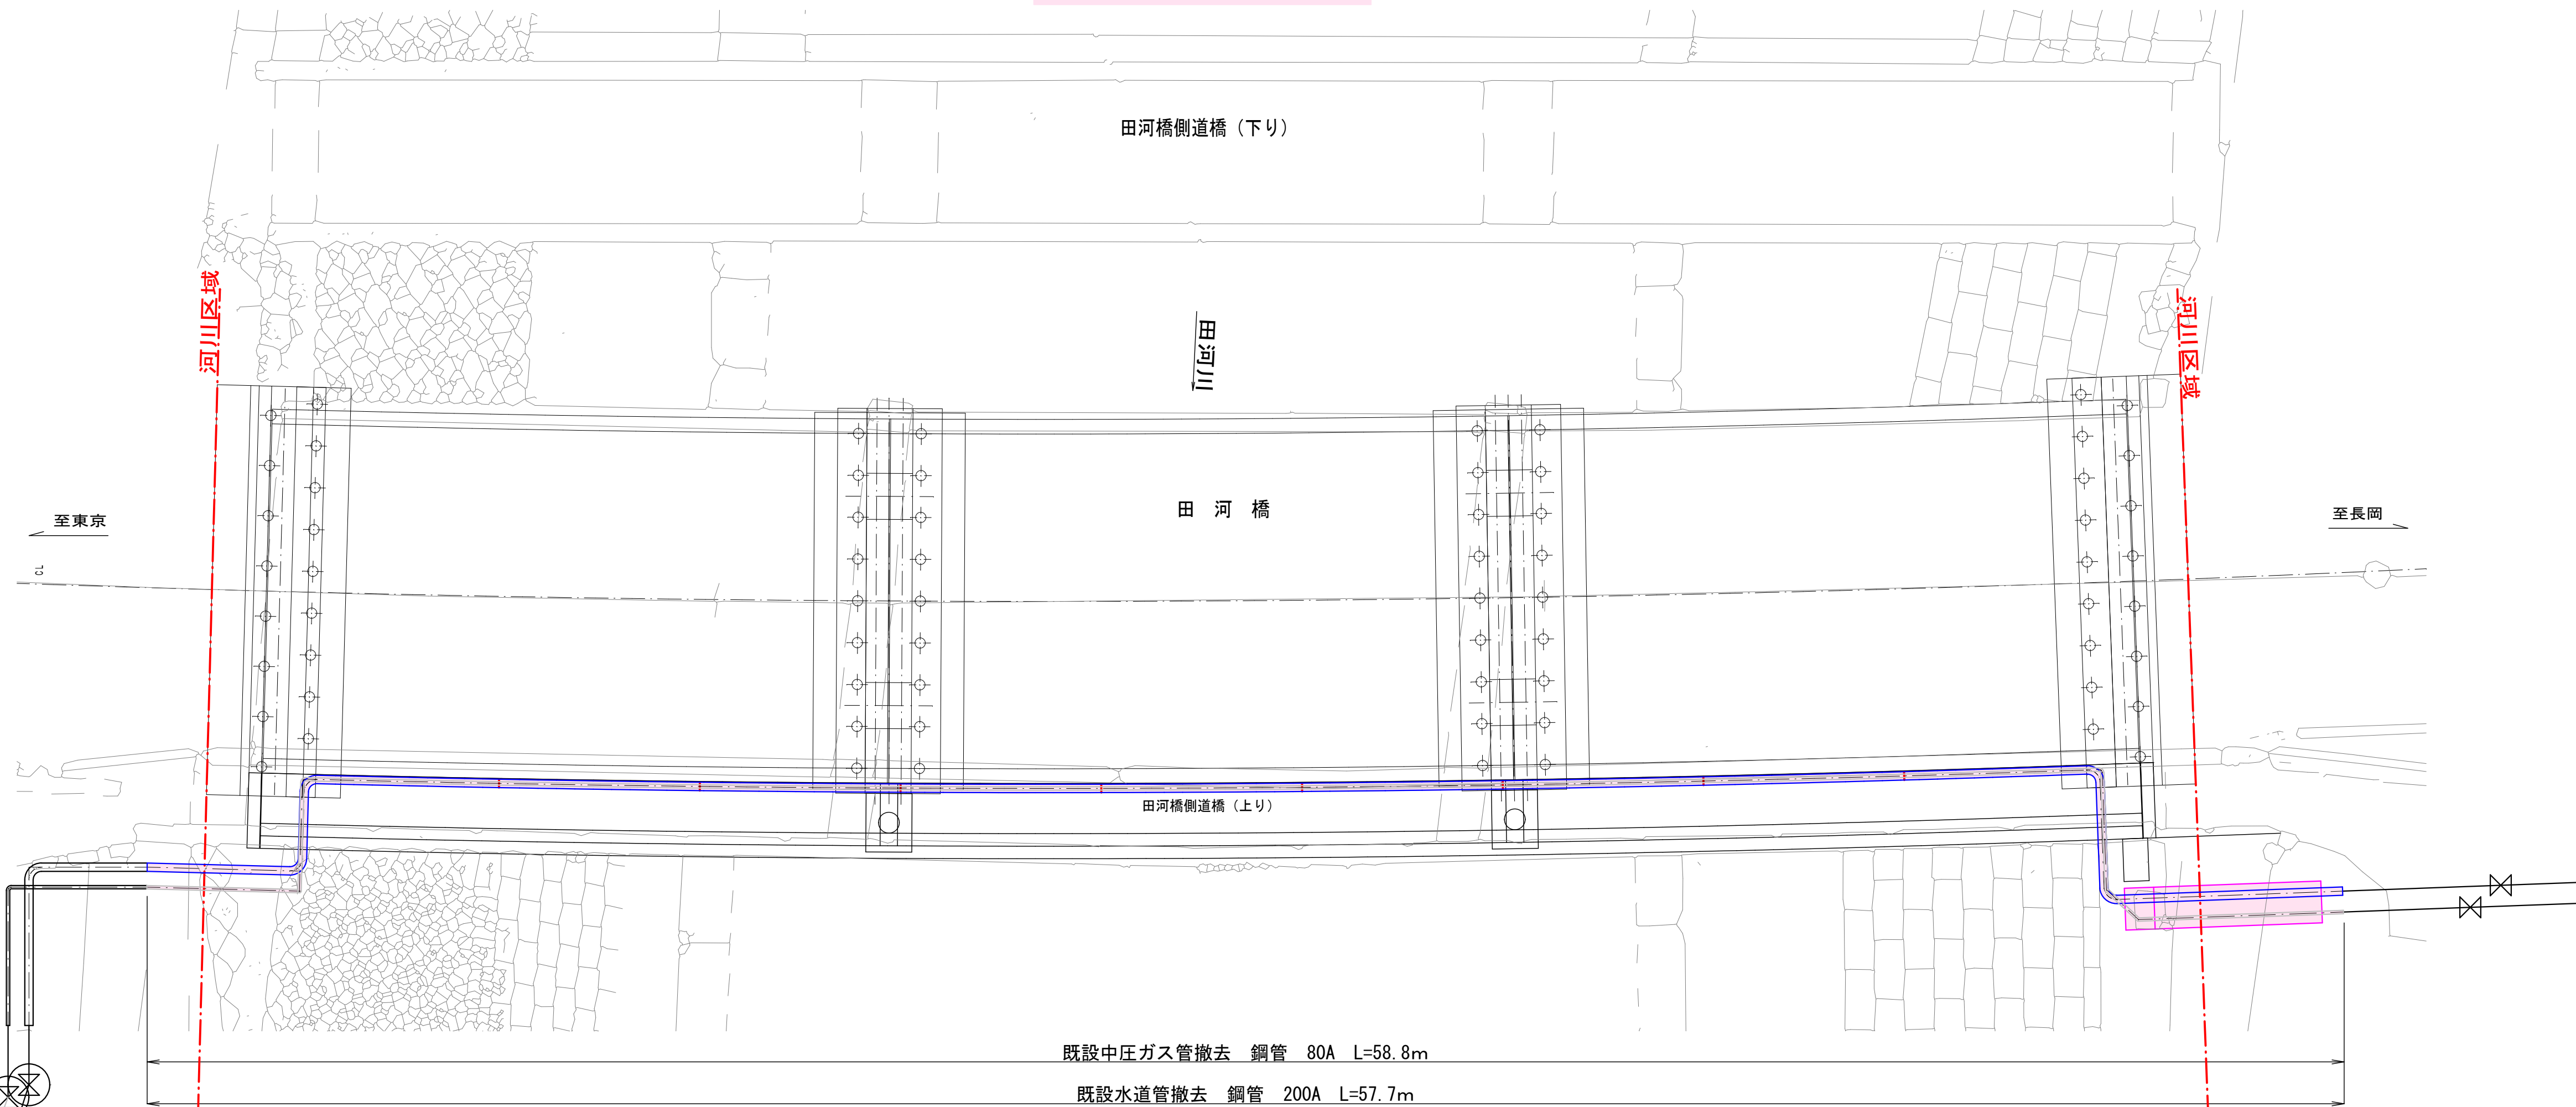 田河橋側道橋（下り）
河川区域
田河川
河川区域
田　河　橋
至東京
至長岡
CL
田河橋側道橋（上り）
既設中圧ガス管撤去　鋼管　80A　L=58.8m
既設水道管撤去　鋼管　200A　L=57.7m